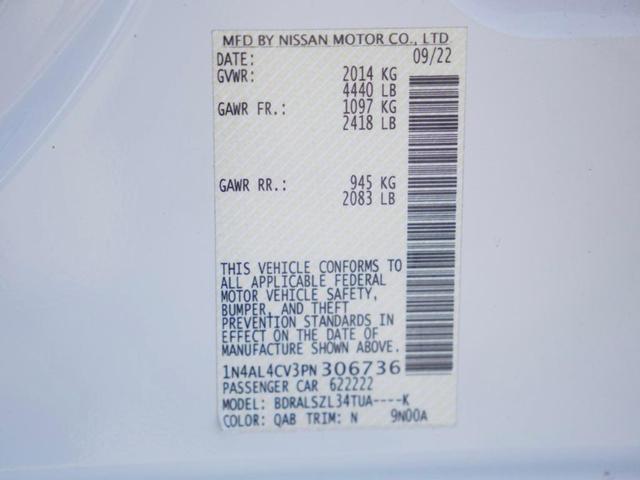 MFD BY NISSAN MOTOR CO., LTD
DATE: 09/22
GVWR: 2014 KG
4440 LB
GAWR FR.: 1097 KG
2418 LB
GAWR RR.: 945 KG
2083 LB
THIS VEHICLE CONFORMS TO
ALL APPLICABLE FEDERAL
MOTOR VEHICLE SAFETY,
BUMPER, AND THEFT
PREVENTION STANDARDS IN
EFFECT ON THE DATE OF
MANUFACTURE SHOWN ABOVE.
1N4AL4CV3PN306736
PASSENGER CAR 622222
MODEL: BDRALSZL34TUA----K
COLOR: QAB TRIM: N 9N00A